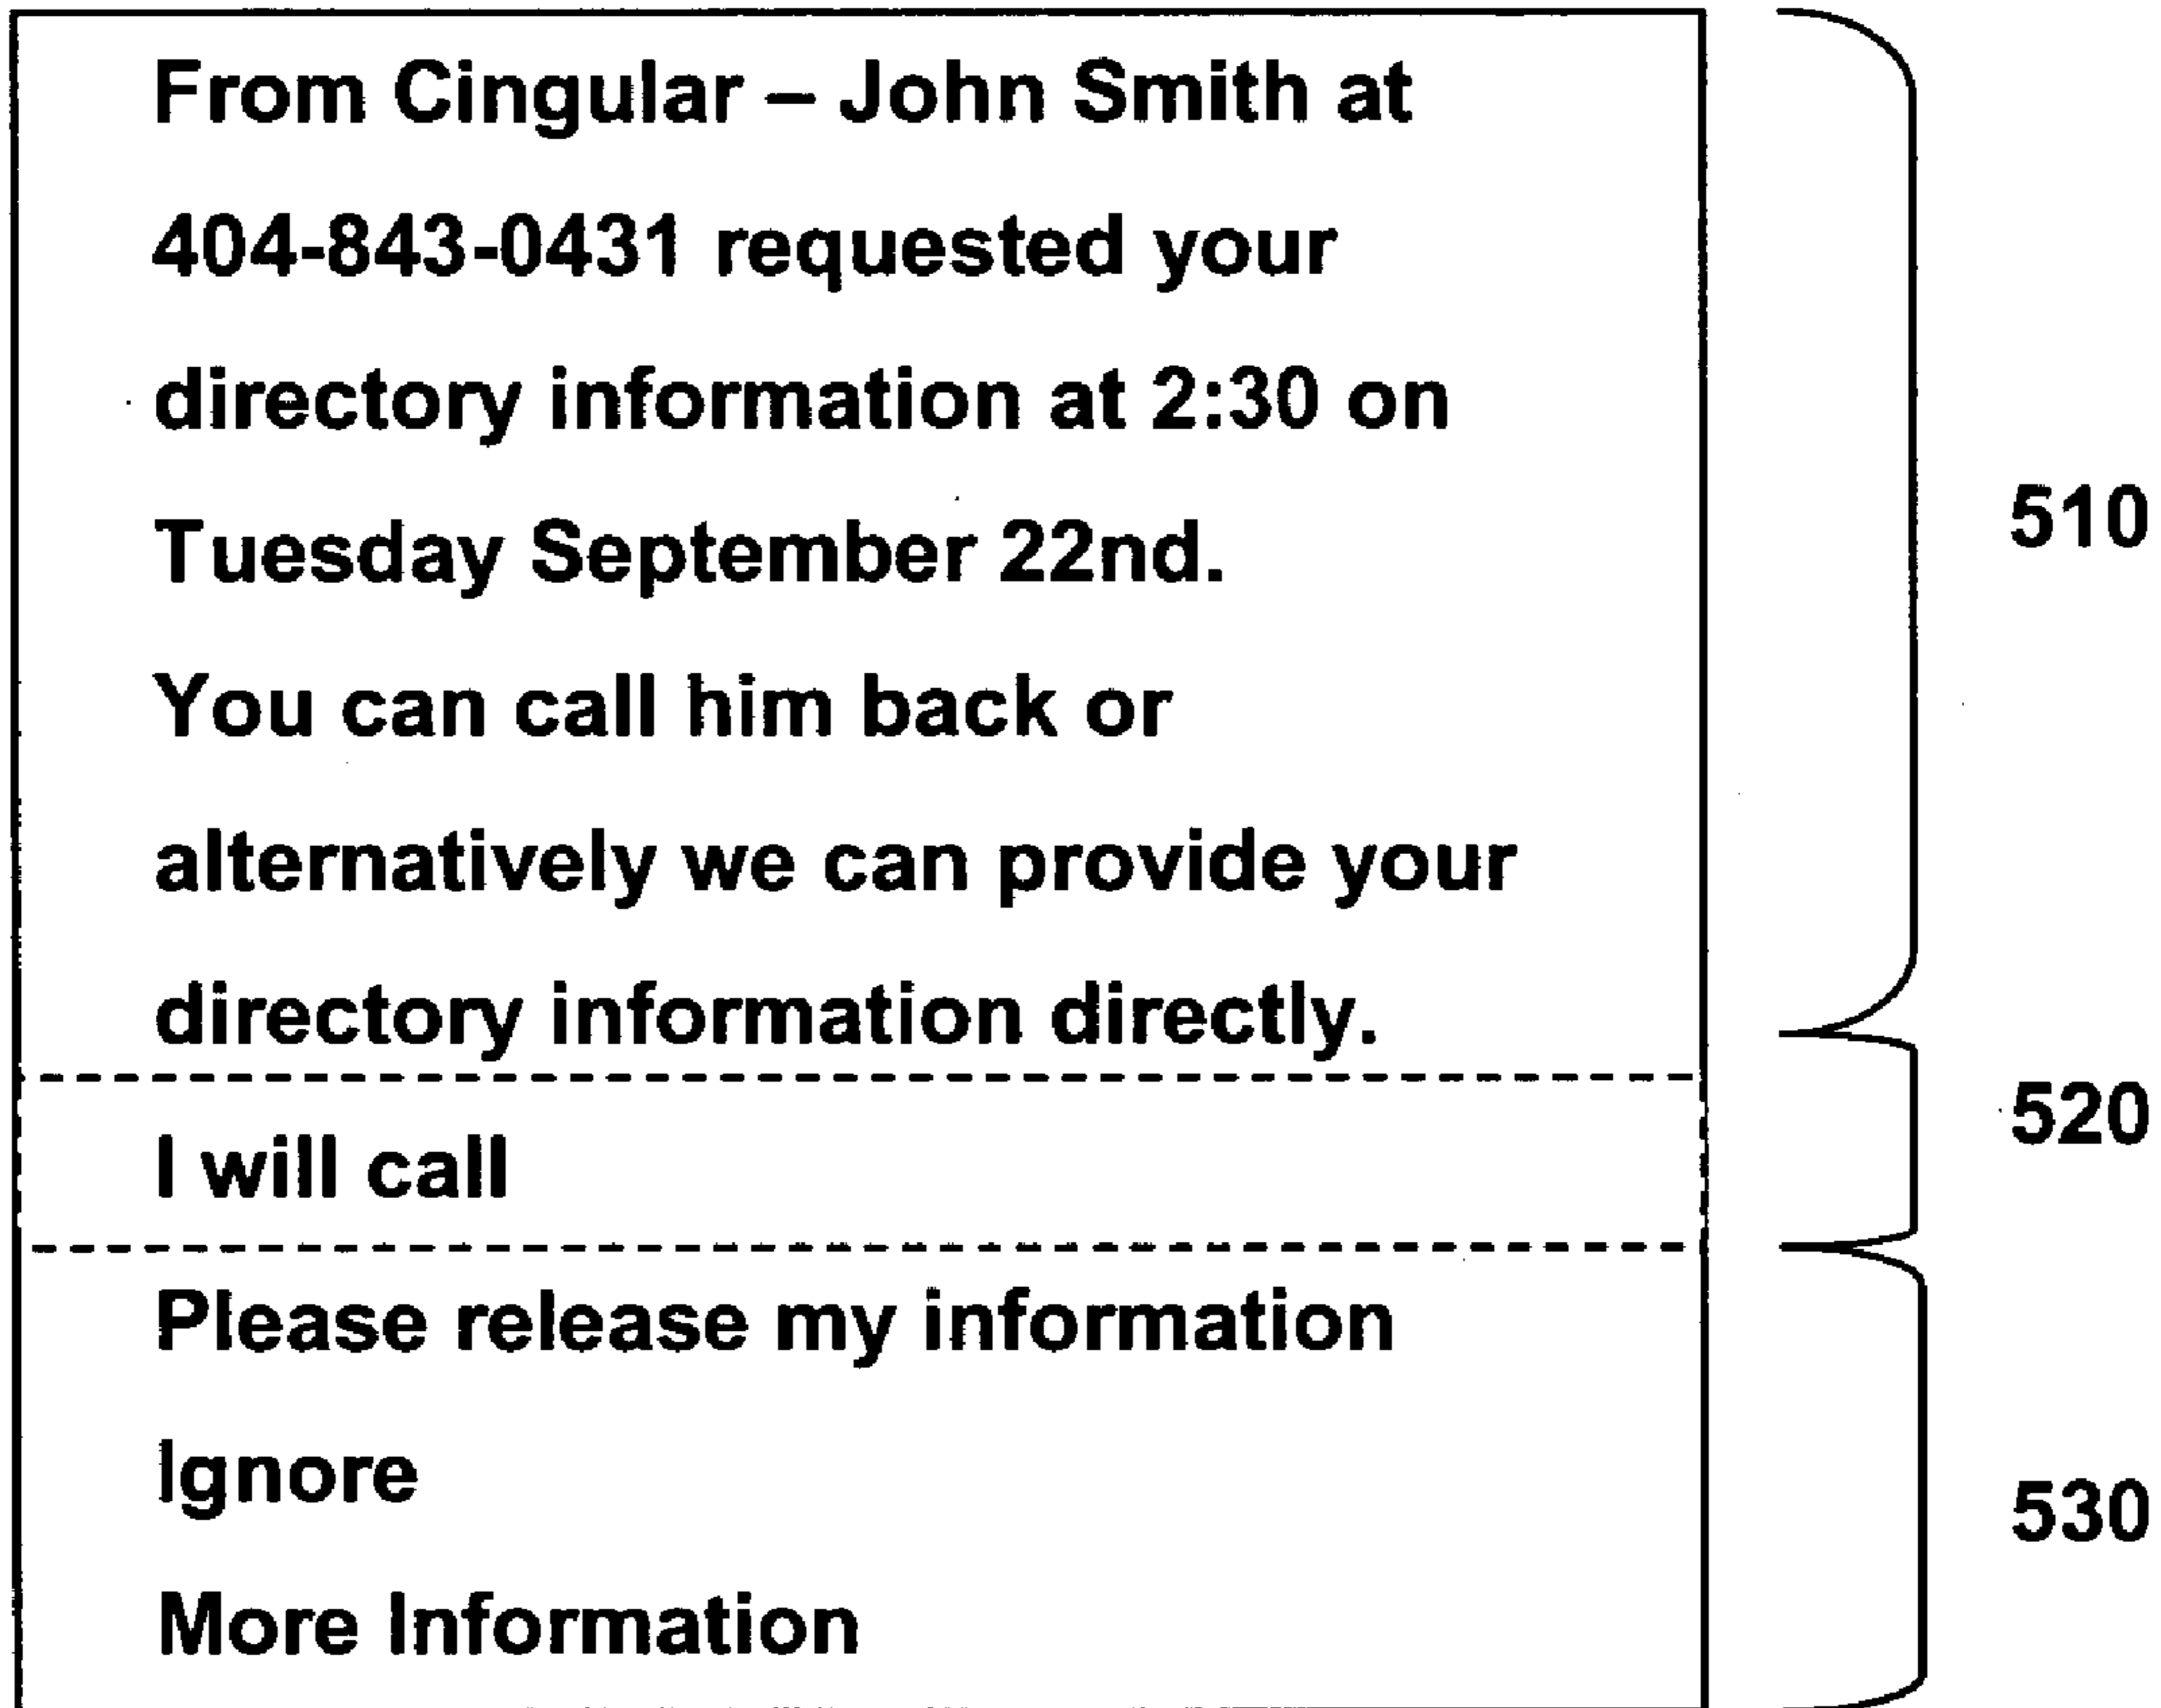 From Cingular – John Smith at
404-843-0431 requested your
directory information at 2:30 on
Tuesday September 22nd.
You can call him back or
alternatively we can provide your
directory information directly.
I will call
Please release my information
Ignore
More Information
510
520
530